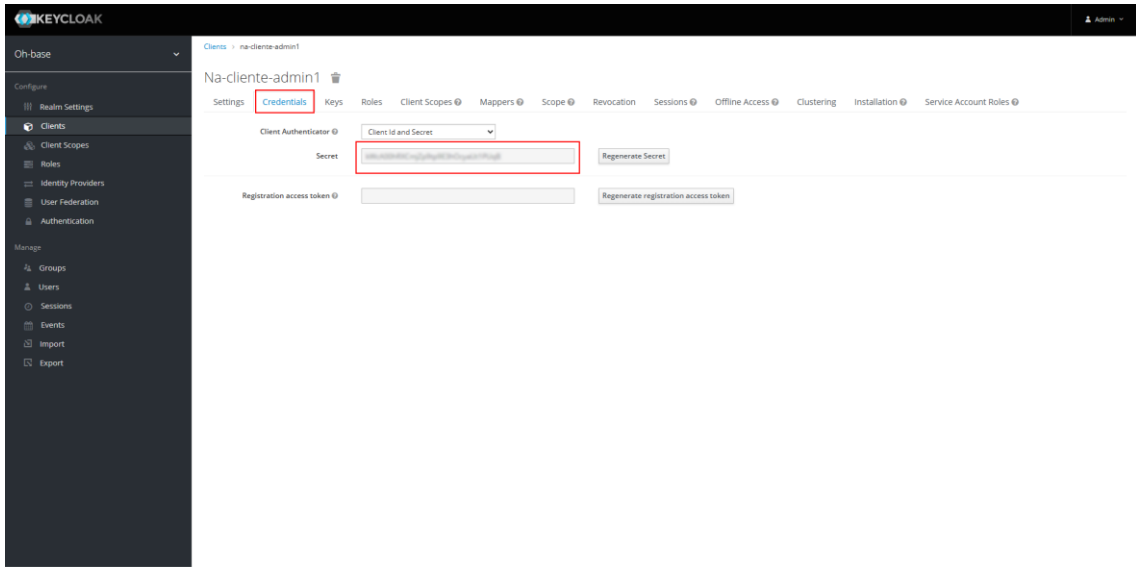 KEYCLOAK
Admin
Oh-base
Configure
Realm Settings
Clients
Client Scopes
Roles
Identity Providers
User Federation
Authentication
Manage
Groups
Users
Sessions
Events
Import
Export
Clients > na-cliente-admin1
Na-cliente-admin1
Settings Credentials Keys Roles Client Scopes Mappers Scope Revocation Sessions Offline Access Clustering Installation Service Account Roles
Client Authenticator Client Id and Secret
Secret Regenerate Secret
Registration access token Regenerate registration access token